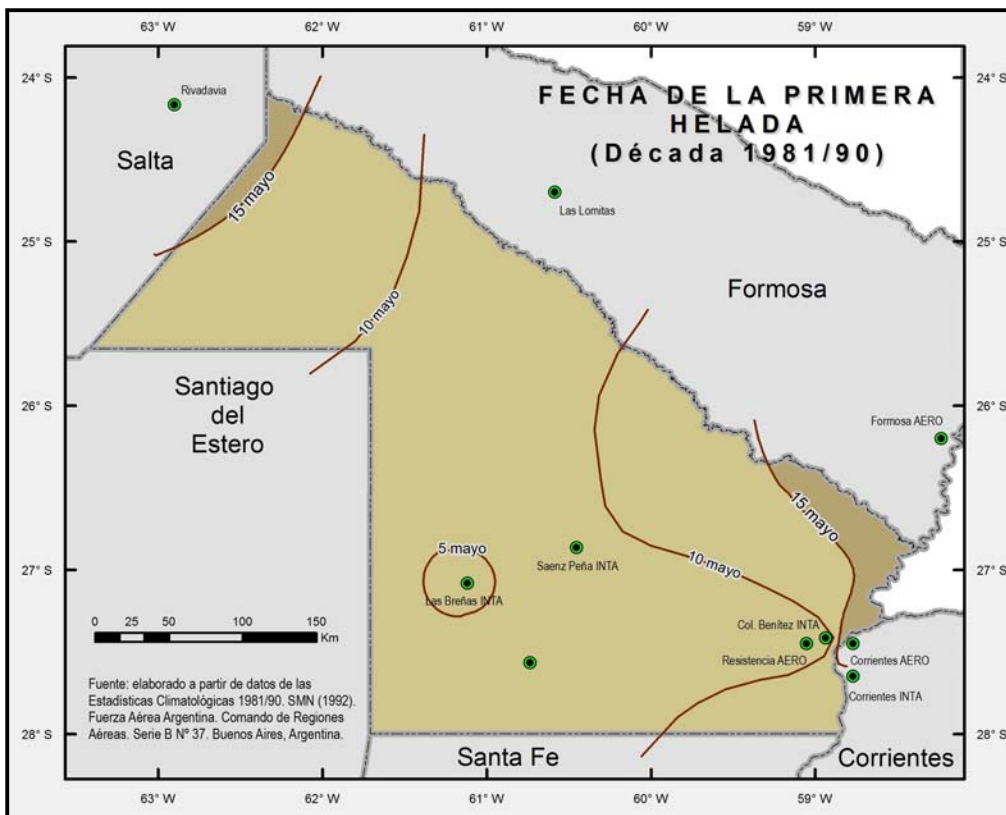 63° W 62° W 61° W 60° W 59° W
24° S 24° S
25° S 25° S
26° S 26° S
27° S 27° S
28° S 28° S
63° W 62° W 61° W 60° W 59° W
FECHA DE LA PRIMERA
HELADA
(Década 1981/90)
Rivadavia
Salta
15 mayo
Las Lomitas
10 mayo
Formosa
Santiago
del
Estero
Formosa AERO
15 mayo
5 mayo
Saenz Peña INTA
10 mayo
Las Breñas INTA
Col. Benítez INTA
Resistencia AERO
Corrientes AERO
Corrientes INTA
0 25 50 100 150
Km
Fuente: elaborado a partir de datos de las
Estadísticas Climatológicas 1981/90. SMN (1992).
Fuerza Aérea Argentina. Comando de Regiones
Aéreas. Serie B Nº 37. Buenos Aires, Argentina.
Santa Fe
Corrientes